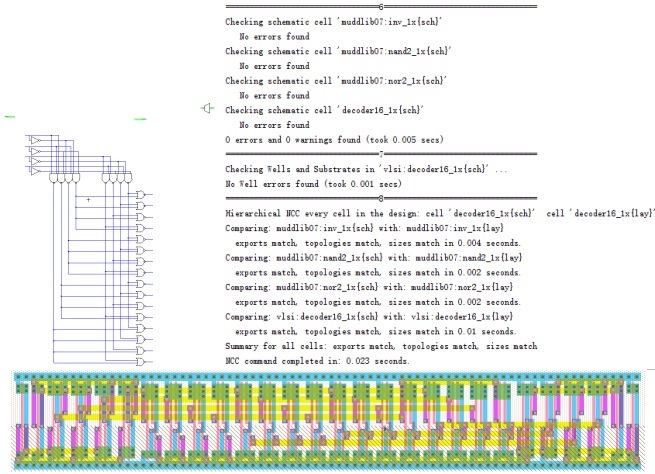 6
Checking schematic cell 'muddlib07:inv_1x{sch}'
No errors found
Checking schematic cell 'muddlib07:nand2_1x{sch}'
No errors found
Checking schematic cell 'muddlib07:nor2_1x{sch}'
No errors found
Checking schematic cell 'decoder16_1x{sch}'
No errors found
0 errors and 0 warnings found (took 0.005 secs)
7
Checking Wells and Substrates in 'vlsi:decoder16_1x{sch}' ...
No Well errors found (took 0.001 secs)
8
Hierarchical NCC every cell in the design: cell 'decoder16_1x{sch}' cell 'decoder16_1x{lay}'
Comparing: muddlib07:inv_1x{sch} with: muddlib07:inv_1x{lay}
exports match, topologies match, sizes match in 0.004 seconds.
Comparing: muddlib07:nand2_1x{sch} with: muddlib07:nand2_1x{lay}
exports match, topologies match, sizes match in 0.002 seconds.
Comparing: muddlib07:nor2_1x{sch} with: muddlib07:nor2_1x{lay}
exports match, topologies match, sizes match in 0.002 seconds.
Comparing: vlsi:decoder16_1x{sch} with: vlsi:decoder16_1x{lay}
exports match, topologies match, sizes match in 0.01 seconds.
Summary for all cells: exports match, topologies match, sizes match
NCC command completed in: 0.023 seconds.